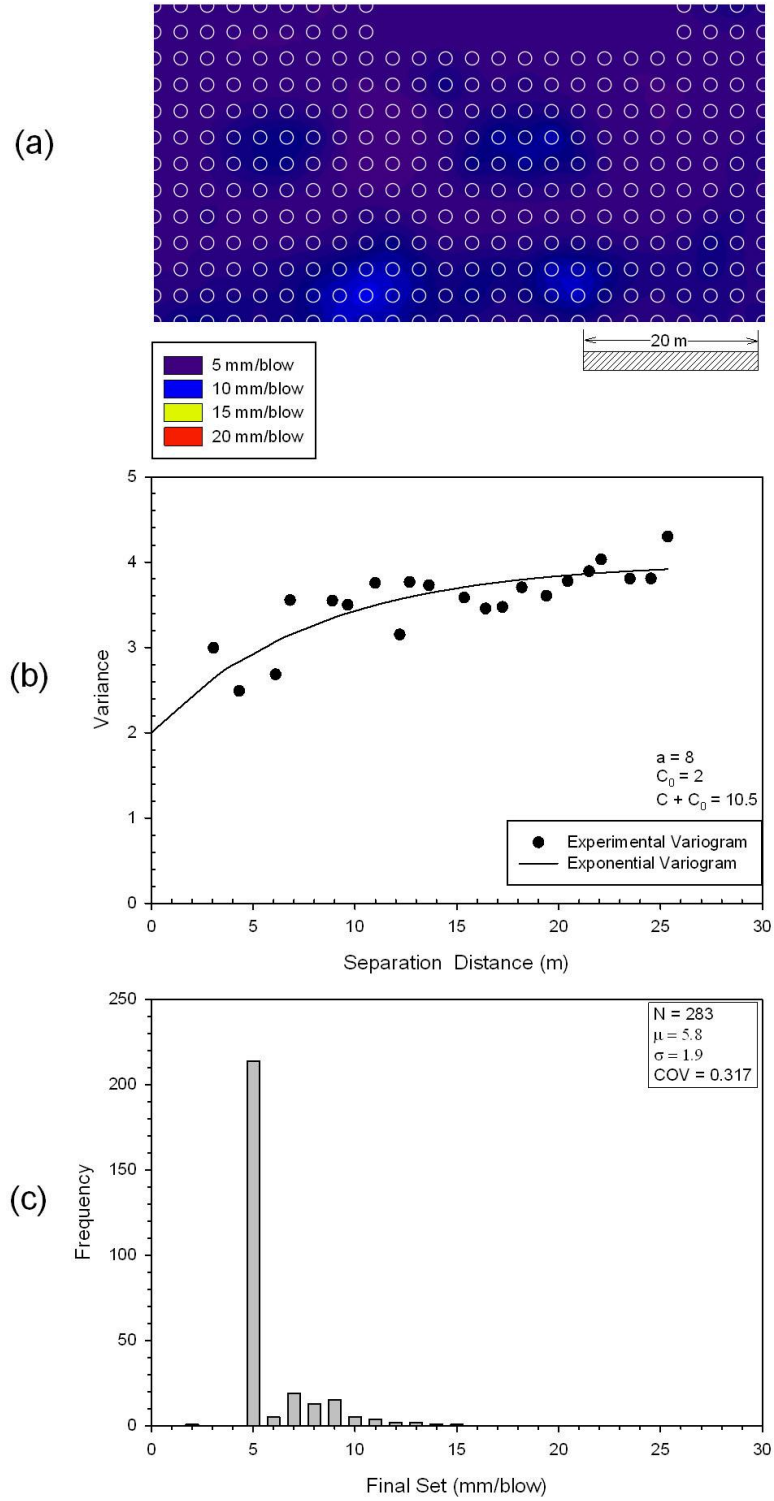 (a)
20 m
5 mm/blow
10 mm/blow
15 mm/blow
20 mm/blow
(b)
5
4
3
2
1
0
Variance
a = 8
C0 = 2
C + C0 = 10.5
Experimental Variogram
Exponential Variogram
0 5 10 15 20 25 30
Separation Distance (m)
(c)
250
200
150
100
50
0
Frequency
N = 283
μ = 5.8
σ = 1.9
COV = 0.317
0 5 10 15 20 25 30
Final Set (mm/blow)